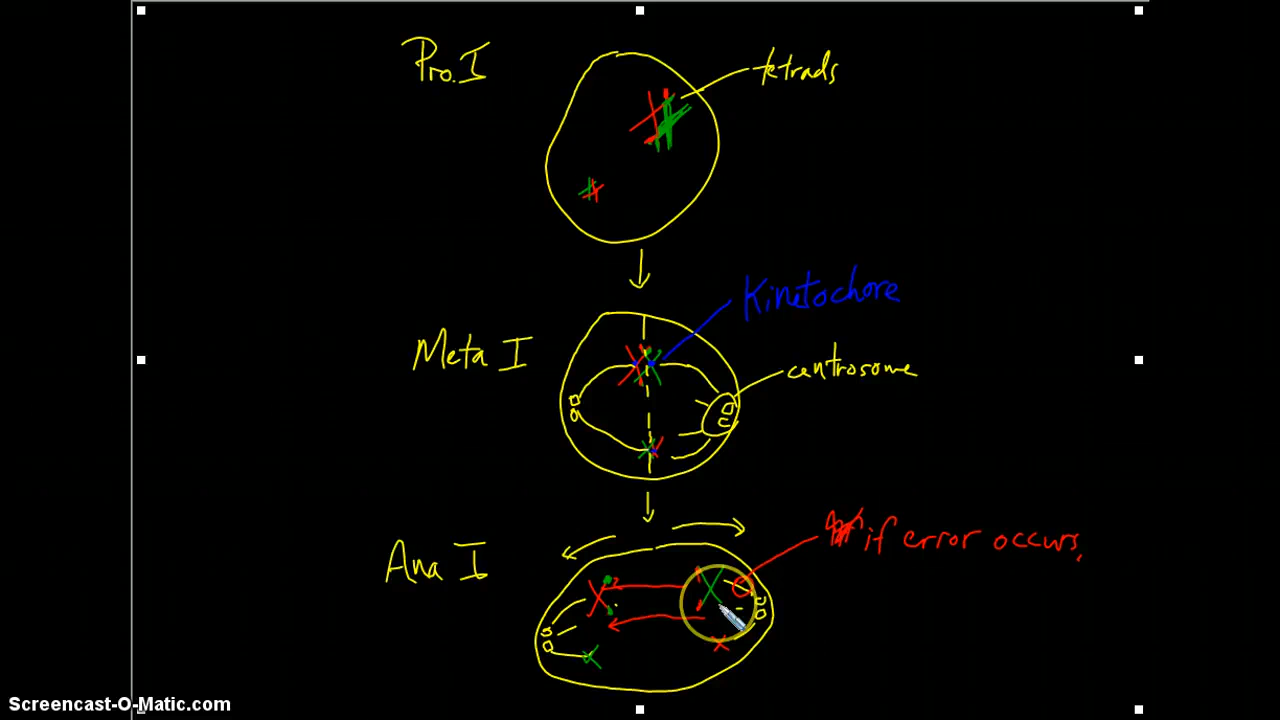 Pro. I
tetrads
Kinetochore
Meta I
centrosome
if error occurs,
Ana I
Screencast-O-Matic.com